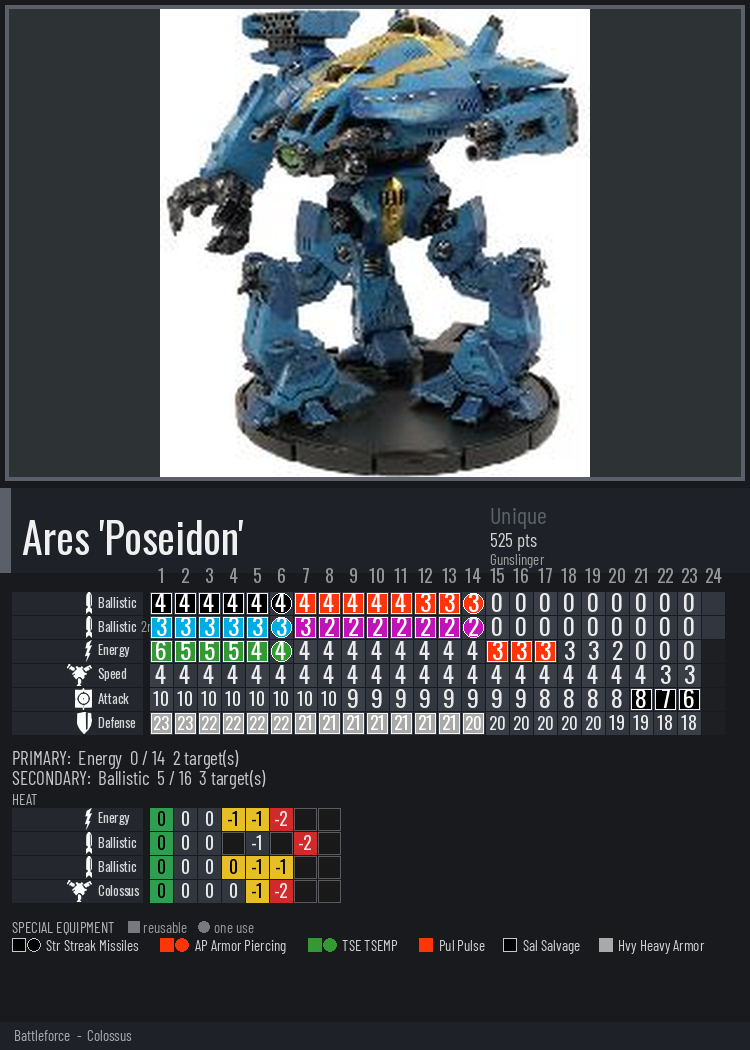 Ares 'Poseidon'
Unique
525 pts
Gunslinger
1 2 3 4 5 6 7 8 9 10 11 12 13 14 15 16 17 18 19 20 21 22 23 24
Ballistic 4 4 4 4 4 4 4 4 4 4 4 3 3 3 0 0 0 0 0 0 0 0 0
Ballistic 2n 3 3 3 3 3 3 3 2 2 2 2 2 2 2 0 0 0 0 0 0 0 0 0
Energy 6 5 5 5 4 4 4 4 4 4 4 4 4 4 3 3 3 3 3 2 0 0 0
Speed 4 4 4 4 4 4 4 4 4 4 4 4 4 4 4 4 4 4 4 4 4 3 3
Attack 10 10 10 10 10 10 10 10 9 9 9 9 9 9 9 9 8 8 8 8 8 7 6
Defense 23 23 22 22 22 22 21 21 21 21 21 21 21 20 20 20 20 20 20 19 19 18 18
PRIMARY: Energy 0 / 14 2 target(s)
SECONDARY: Ballistic 5 / 16 3 target(s)
HEAT
Energy 0 0 0 -1 -1 -2
Ballistic 0 0 0 -1 -2
Ballistic 0 0 0 0 -1 -1
Colossus 0 0 0 0 -1 -2
SPECIAL EQUIPMENT reusable one use
Str Streak Missiles AP Armor Piercing TSE TSEMP Pul Pulse Sal Salvage Hvy Heavy Armor
Battleforce - Colossus